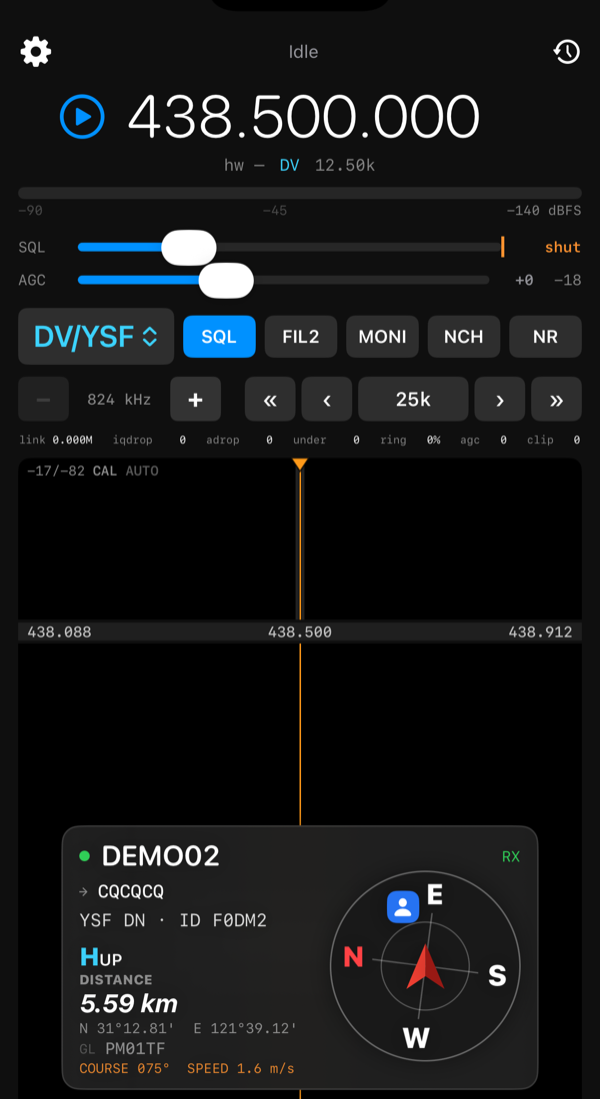 Idle
438.500.000
hw — DV 12.50k
-90 -45 -140 dBFS
SQL shut
AGC +0 -18
DV/YSF SQL FIL2 MONI NCH NR
− 824 kHz + « ‹ 25k › »
link 0.000M iqdrop 0 adrop 0 under 0 ring 0% agc 0 clip 0
-17/-82 CAL AUTO
438.088 438.500 438.912
DEMO02 RX
→ CQCQCQ
YSF DN · ID F0DM2
HUP
DISTANCE
5.59 km
N 31°12.81' E 121°39.12'
GL PM01TF
COURSE 075° SPEED 1.6 m/s
E
N
S
W